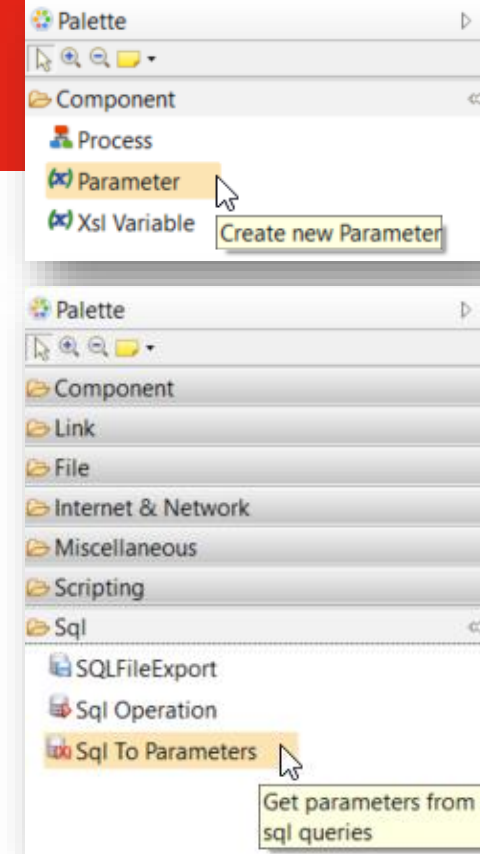 Palette
Component
Process
(x) Parameter
(x) Xsl Variable
Create new Parameter
Palette
Component
Link
File
Internet & Network
Miscellaneous
Scripting
Sql
SQLFileExport
Sql Operation
Sql To Parameters
Get parameters from
sql queries